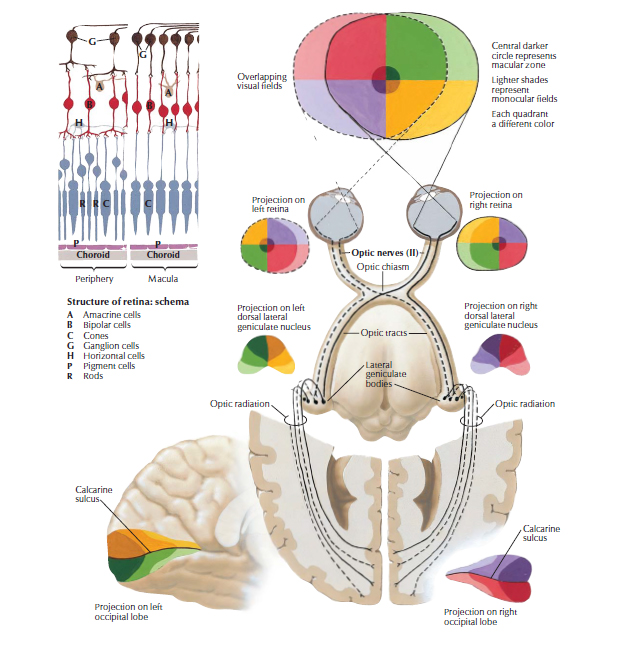 G
G
A
A
B
B
H
H
R
R
C
C
P
P
Choroid
Choroid
Periphery
Macula
Structure of retina: schema
A Amacrine cells
B Bipolar cells
C Cones
G Ganglion cells
H Horizontal cells
P Pigment cells
R Rods
Overlapping
visual fields
Central darker
circle represents
macular zone
Lighter shades
represent
monocular fields
Each quadrant
a different color
Projection on
left retina
Projection on
right retina
Optic nerves (II)
Optic chiasm
Projection on left
dorsal lateral
geniculate nucleus
Projection on right
dorsal lateral
geniculate nucleus
Optic tracts
Lateral
geniculate
bodies
Optic radiation
Optic radiation
Calcarine
sulcus
Calcarine
sulcus
Projection on left
occipital lobe
Projection on right
occipital lobe